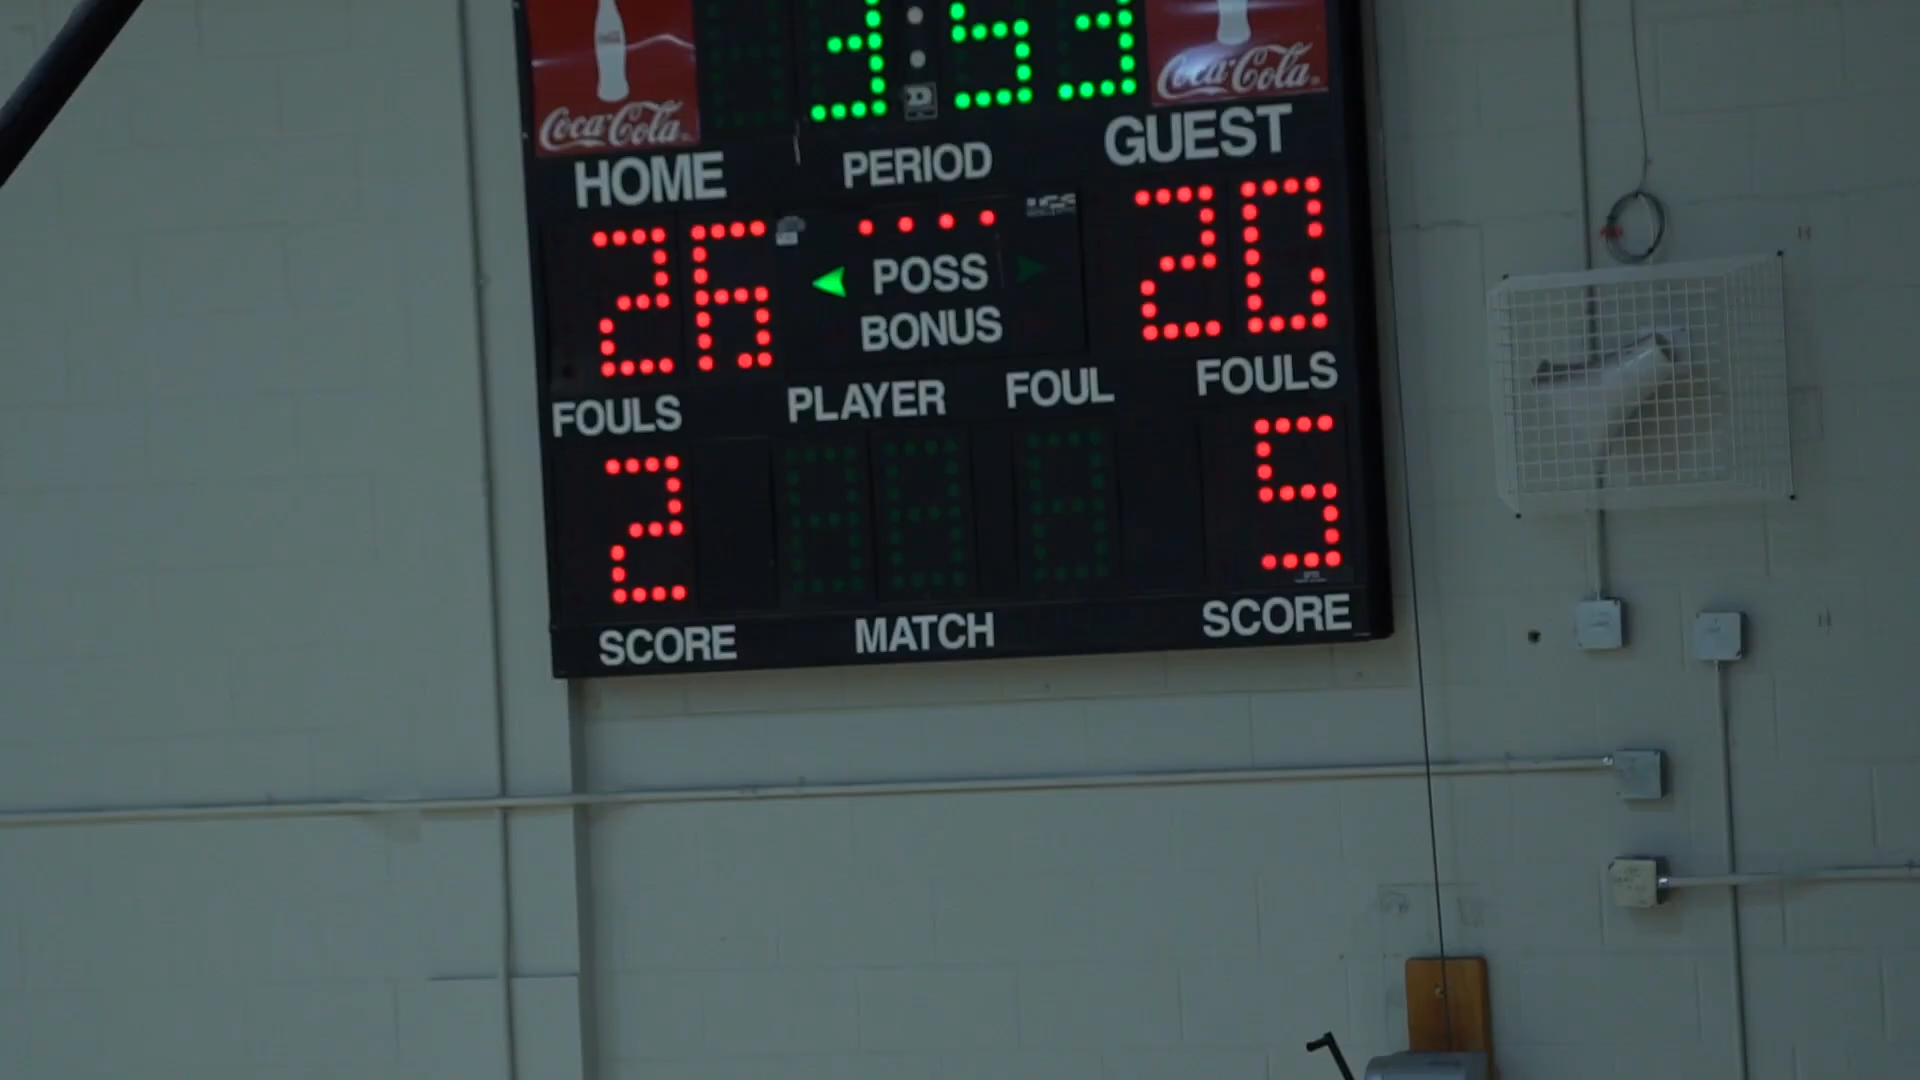 3:53
Coca-Cola
Coca-Cola
HOME
PERIOD
GUEST
26
20
POSS
BONUS
FOULS
PLAYER
FOUL
FOULS
2
5
SCORE
MATCH
SCORE